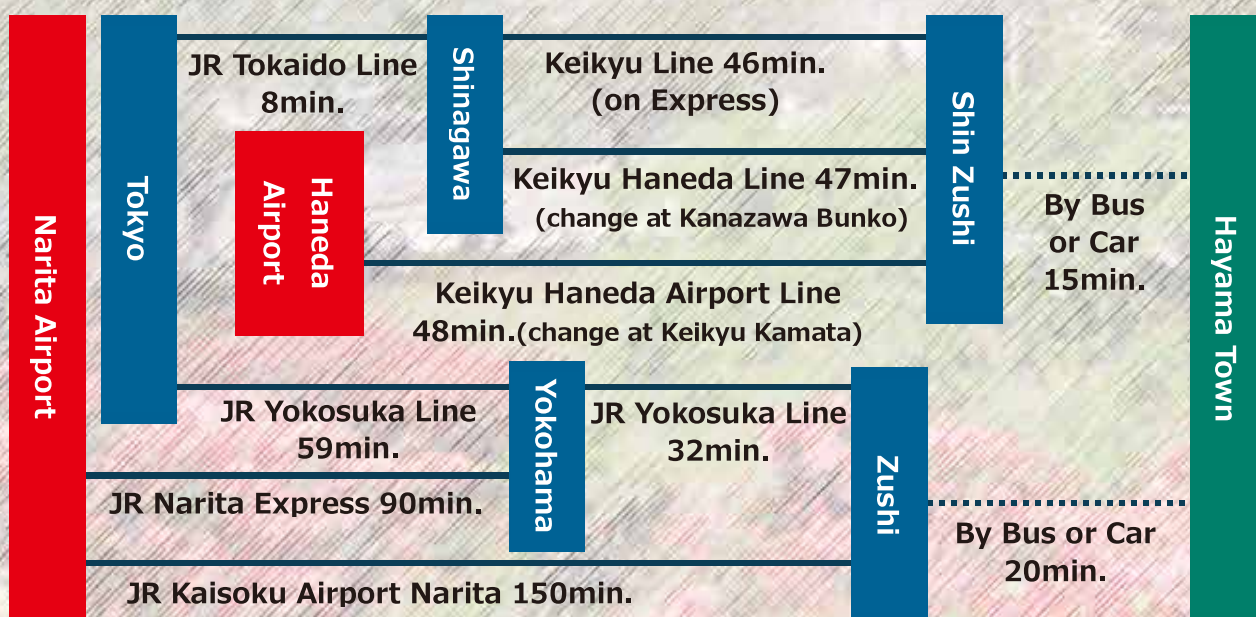 Narita Airport
Tokyo
JR Tokaido Line
8min.
Haneda
Airport
Shinagawa
Keikyu Line 46min.
(on Express)
Keikyu Haneda Line 47min.
(change at Kanazawa Bunko)
Keikyu Haneda Airport Line
48min.(change at Keikyu Kamata)
Shin Zushi
By Bus
or Car
15min.
Hayama Town
JR Yokosuka Line
59min.
Yokohama
JR Yokosuka Line
32min.
JR Narita Express 90min.
JR Kaisoku Airport Narita 150min.
Zushi
By Bus or Car
20min.